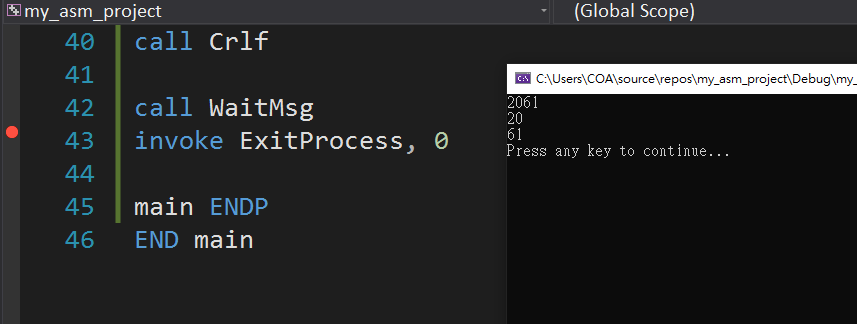 my_asm_project
(Global Scope)
40 call Crlf
41
42 call WaitMsg
43 invoke ExitProcess, 0
44
45 main ENDP
46 END main
C:\Users\COA\source\repos\my_asm_project\Debug\my_
2061
20
61
Press any key to continue...